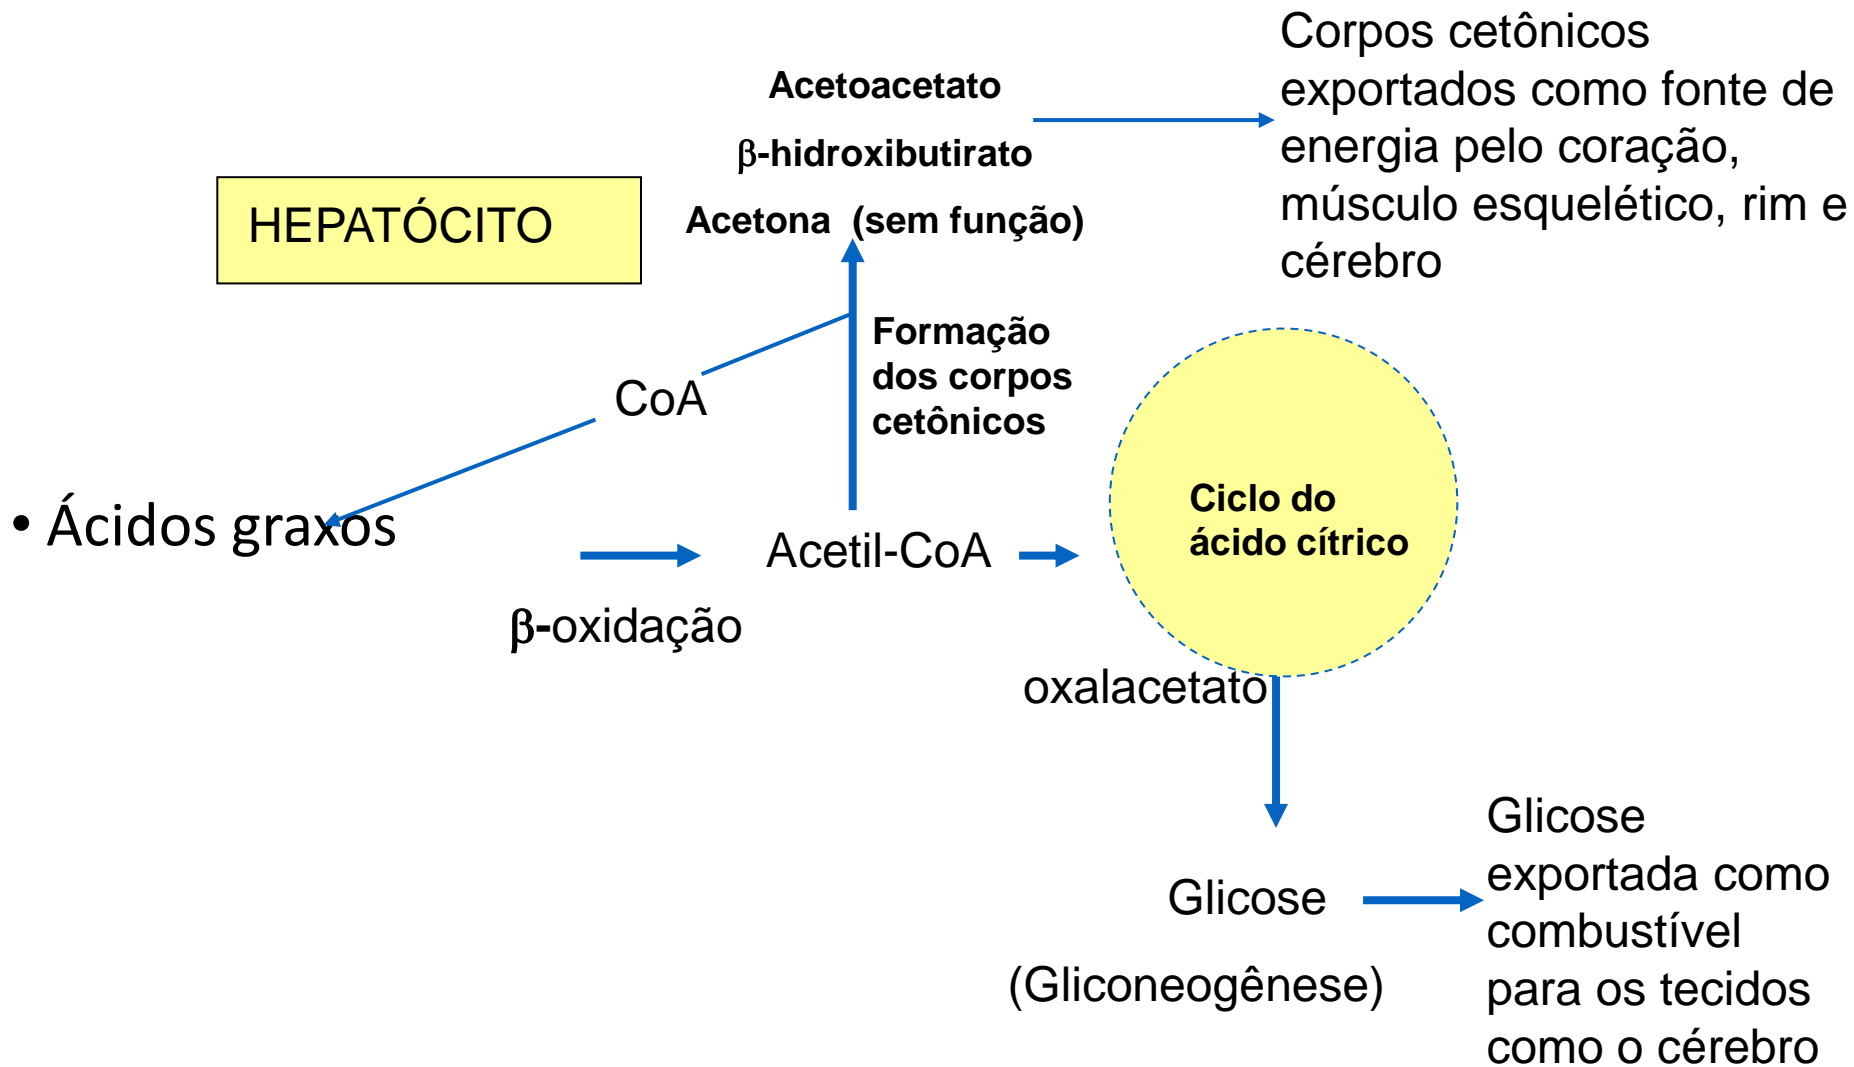 Corpos cetônicos
exportados como fonte de
energia pelo coração,
músculo esquelético, rim e
cérebro
Acetoacetato
β-hidroxibutirato
Acetona (sem função)
HEPATÓCITO
Formação
dos corpos
cetônicos
CoA
• Ácidos graxos
Acetil-CoA
Ciclo do
ácido cítrico
β-oxidação
oxalacetato
Glicose
(Gliconeogênese)
Glicose
exportada como
combustível
para os tecidos
como o cérebro